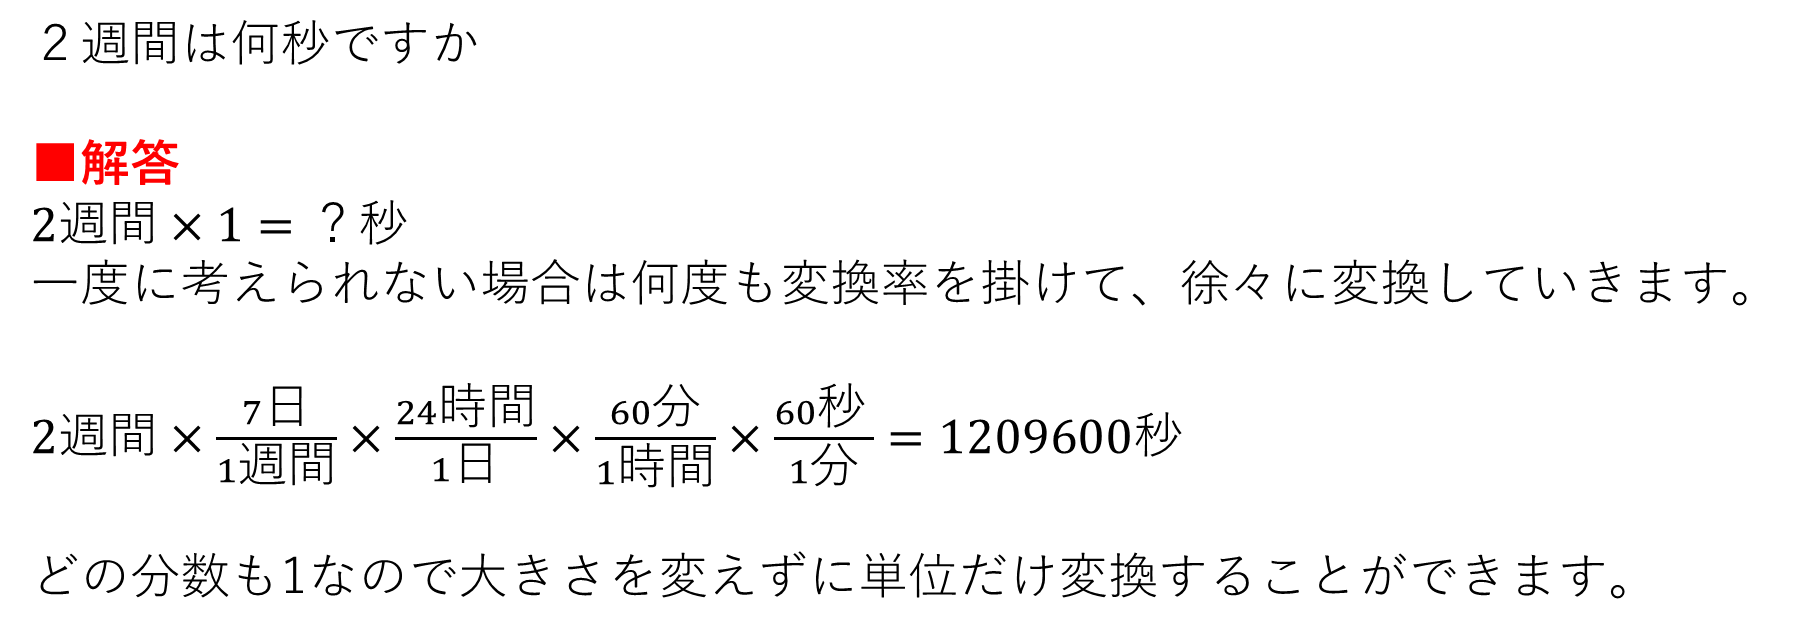 ２週間は何秒ですか
■解答
2週間 × 1 = ？秒
一度に考えられない場合は何度も変換率を掛けて、徐々に変換していきます。
2週間 × 7日/1週間 × 24時間/1日 × 60分/1時間 × 60秒/1分 = 1209600秒
どの分数も1なので大きさを変えずに単位だけ変換することができます。